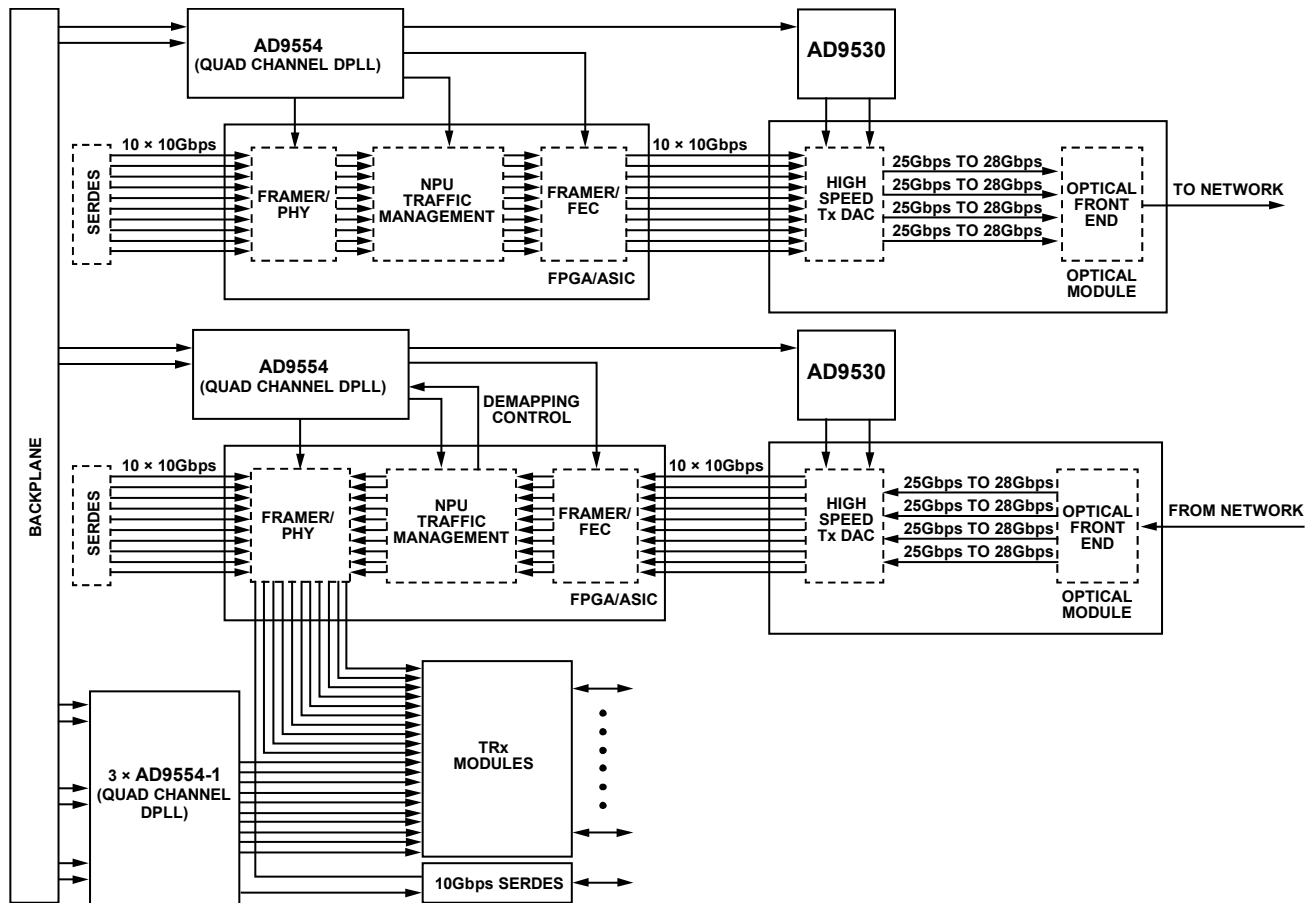 BACKPLANE
AD9554
(QUAD CHANNEL DPLL)
AD9530
SERDES
10 × 10Gbps
FRAMER/
PHY
NPU
TRAFFIC
MANAGEMENT
FRAMER/
FEC
FPGA/ASIC
10 × 10Gbps
HIGH
SPEED
Tx DAC
25Gbps TO 28Gbps
25Gbps TO 28Gbps
25Gbps TO 28Gbps
25Gbps TO 28Gbps
OPTICAL
FRONT
END
OPTICAL
MODULE
TO NETWORK
AD9554
(QUAD CHANNEL DPLL)
DEMAPPING
CONTROL
AD9530
SERDES
10 × 10Gbps
FRAMER/
PHY
NPU
TRAFFIC
MANAGEMENT
FRAMER/
FEC
FPGA/ASIC
10 × 10Gbps
HIGH
SPEED
Tx DAC
25Gbps TO 28Gbps
25Gbps TO 28Gbps
25Gbps TO 28Gbps
25Gbps TO 28Gbps
OPTICAL
FRONT
END
OPTICAL
MODULE
FROM NETWORK
3 × AD9554-1
(QUAD CHANNEL
DPLL)
TRx
MODULES
10Gbps SERDES